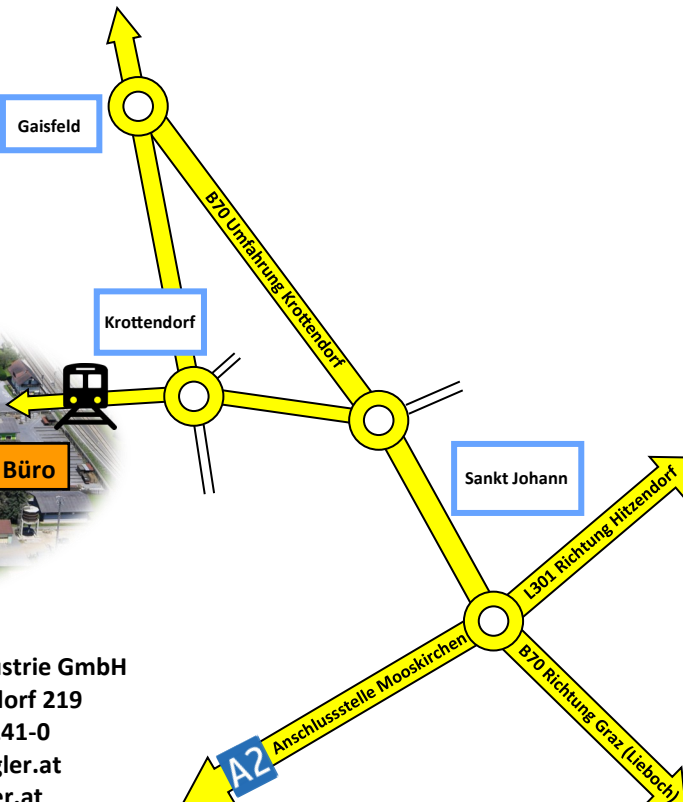 Gaisfeld
B70 Umfahrung Krottendorf
Krottendorf
Büro
Sankt Johann
L301 Richtung Hitzendorf
Anschlussstelle Mooskirchen
A2
B70 Richtung Graz (Lieboch)
ustrie GmbH
dorf 219
41-0
gler.at
er.at